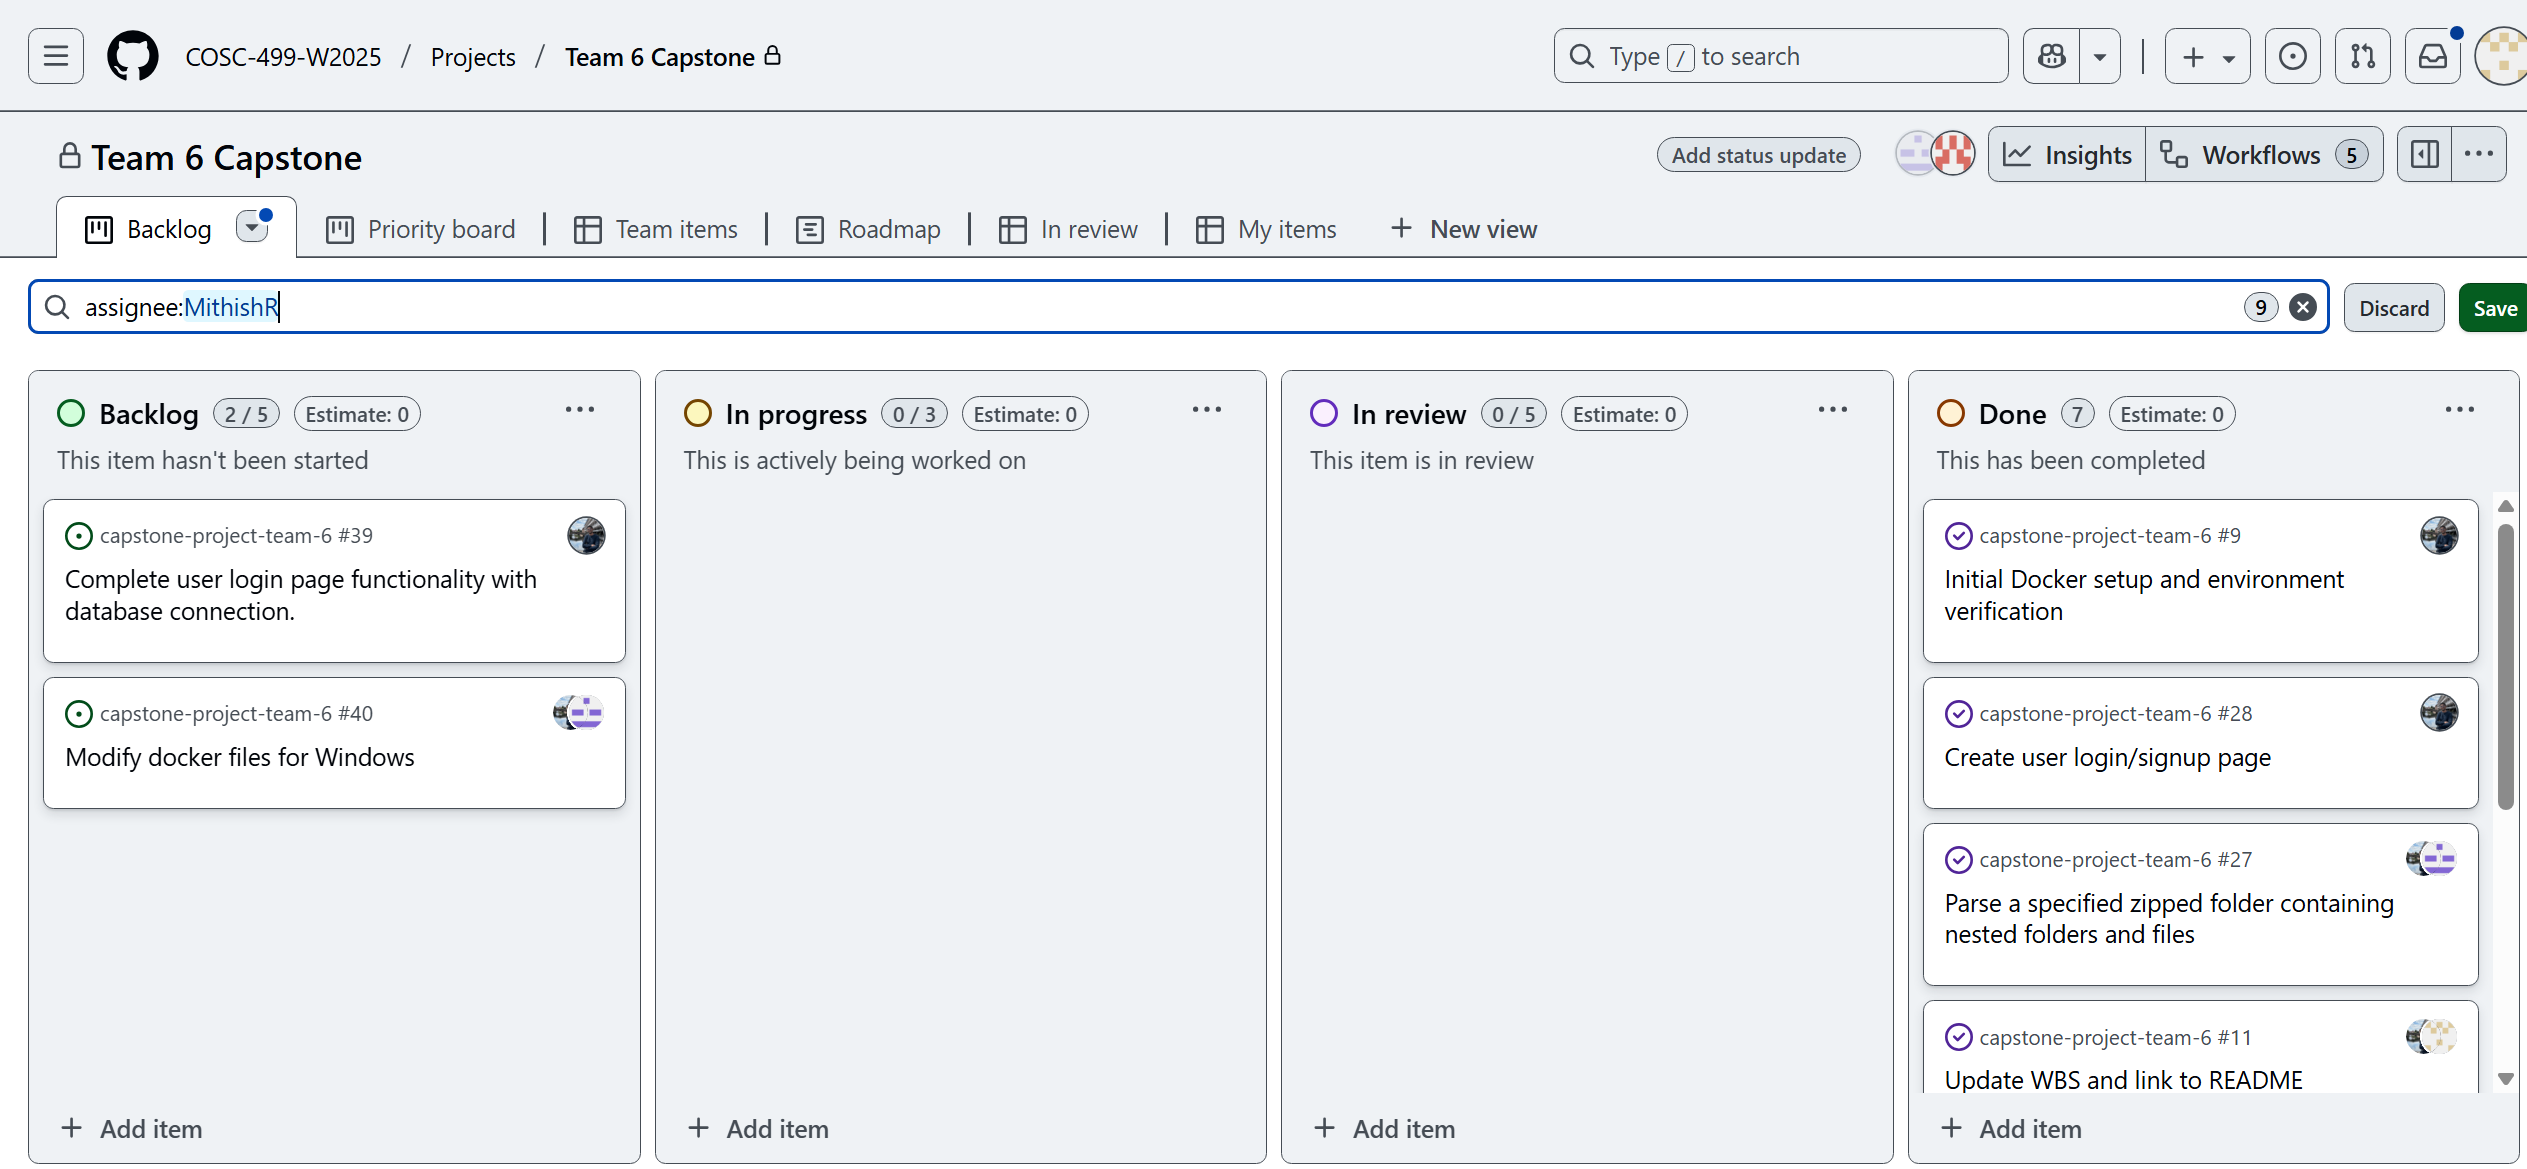 COSC-499-W2025 / Projects / Team 6 Capstone
Type / to search
Team 6 Capstone
Add status update
Insights
Workflows 5
Backlog
Priority board
Team items
Roadmap
In review
My items
+ New view
assignee:MithishR
9
Discard
Save
Backlog 2 / 5 Estimate: 0
This item hasn't been started
capstone-project-team-6 #39
Complete user login page functionality with
database connection.
capstone-project-team-6 #40
Modify docker files for Windows
+ Add item
In progress 0 / 3 Estimate: 0
This is actively being worked on
+ Add item
In review 0 / 5 Estimate: 0
This item is in review
+ Add item
Done 7 Estimate: 0
This has been completed
capstone-project-team-6 #9
Initial Docker setup and environment
verification
capstone-project-team-6 #28
Create user login/signup page
capstone-project-team-6 #27
Parse a specified zipped folder containing
nested folders and files
capstone-project-team-6 #11
Update WBS and link to README
+ Add item